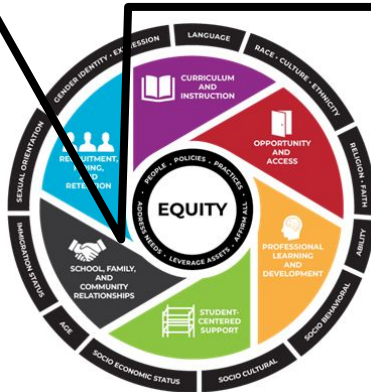 GENDER IDENTITY • EXPRESSION
LANGUAGE
RACE • CULTURE • ETHNICITY
RELIGION • FAITH
ABILITY
SOCIO BEHAVIORAL
SOCIO CULTURAL
SOCIO ECONOMIC STATUS
AGE
IMMIGRATION STATUS
SEXUAL ORIENTATION
CURRICULUM
AND
INSTRUCTION
OPPORTUNITY
AND
ACCESS
PROFESSIONAL
LEARNING
AND
DEVELOPMENT
STUDENT-
CENTERED
SUPPORT
SCHOOL, FAMILY,
AND
COMMUNITY
RELATIONSHIPS
RECRUITMENT,
HIRING,
AND
RETENTION
PEOPLE • POLICIES • PRACTICES •
ADDRESS NEEDS • LEVERAGE ASSETS • AFFIRM ALL
EQUITY